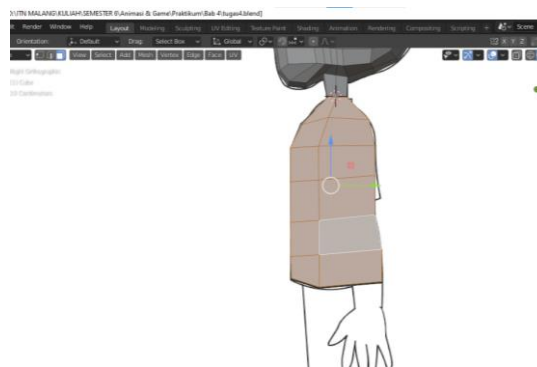 D:\ITN MALANG\KULIAH\SEMESTER 6\Animasi & Game\Praktikum\Bab 4\tugas4.blend]
Render Window Help Layout Modeling Sculpting UV Editing Texture Paint Shading Animation Rendering Compositing Scripting + Scene
Orientation Default Drag: Select Box Global X Y Z
View Select Add Mesh Vertex Edge Face UV
Right Orthographic
(1) Cube
10 Centimeters